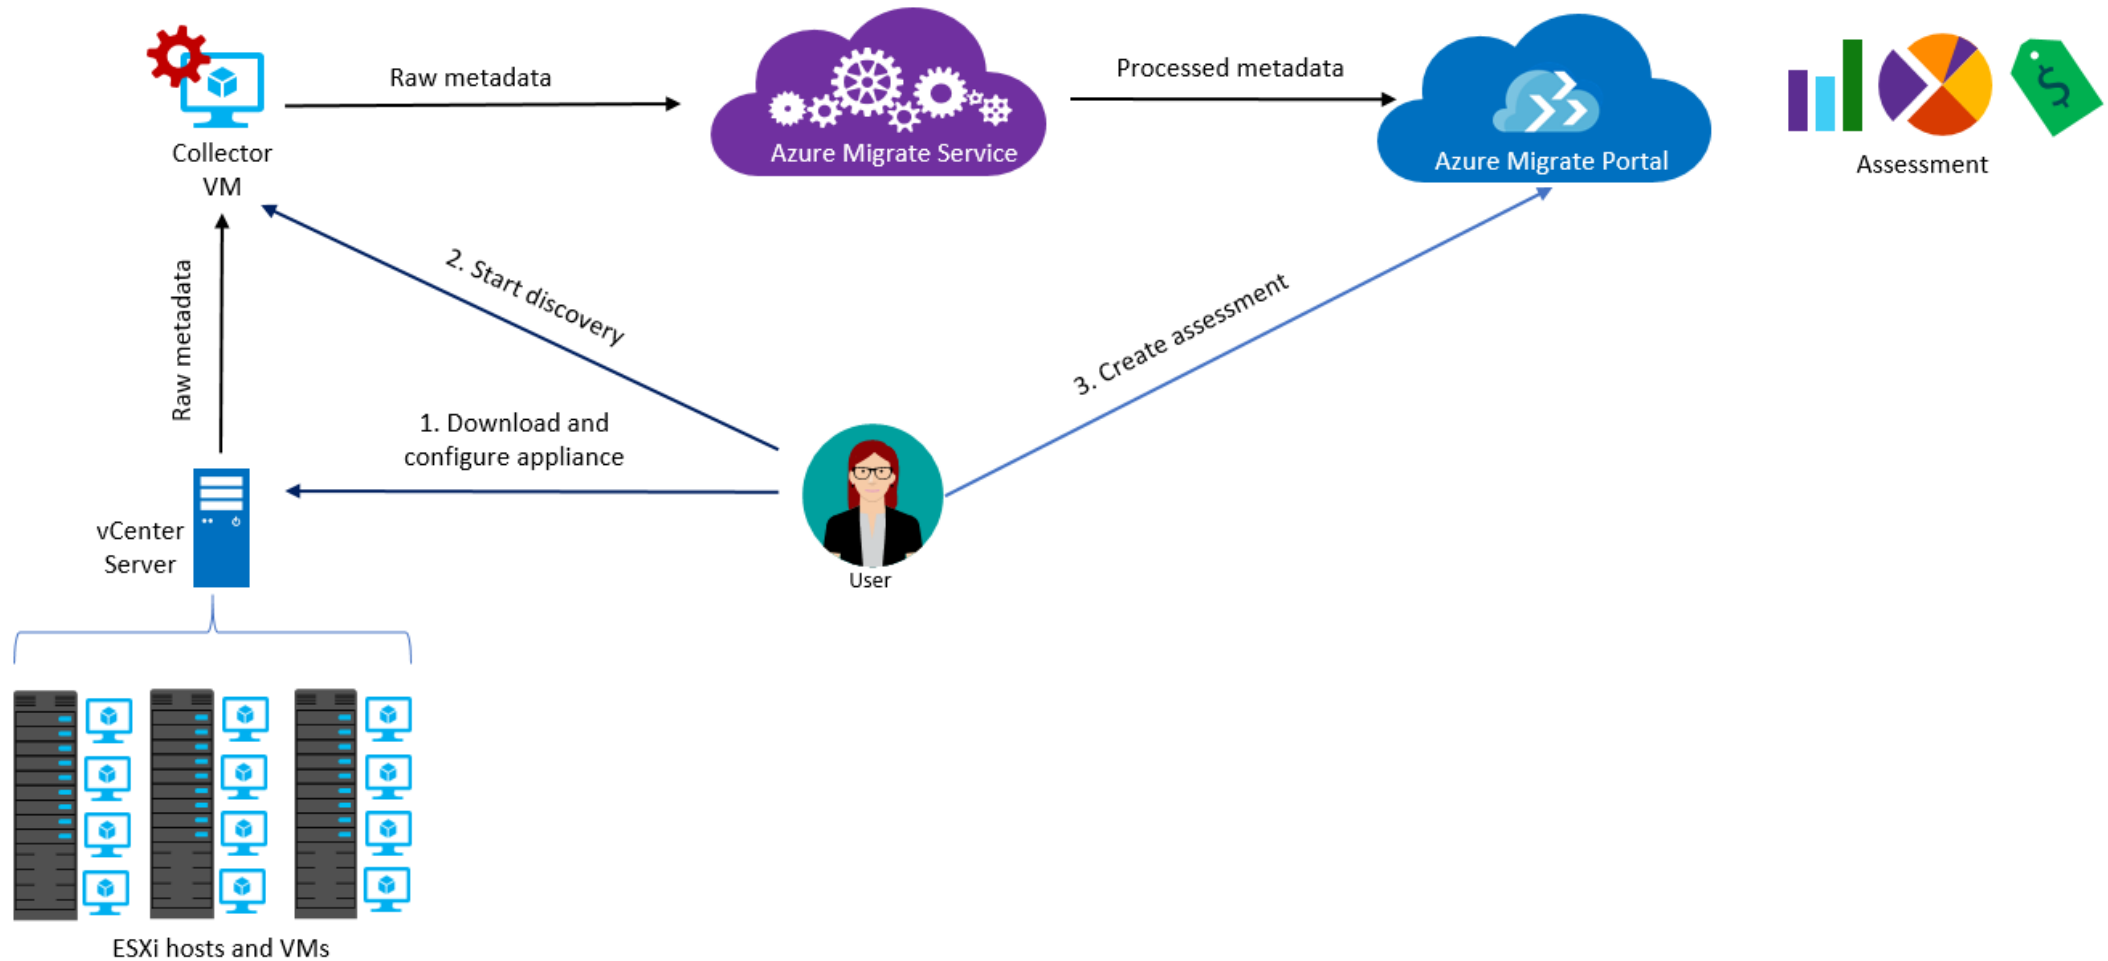 Raw metadata
Processed metadata
Collector
VM
Azure Migrate Service
Azure Migrate Portal
Assessment
Raw metadata
2. Start discovery
3. Create assessment
1. Download and
configure appliance
vCenter
Server
User
ESXi hosts and VMs